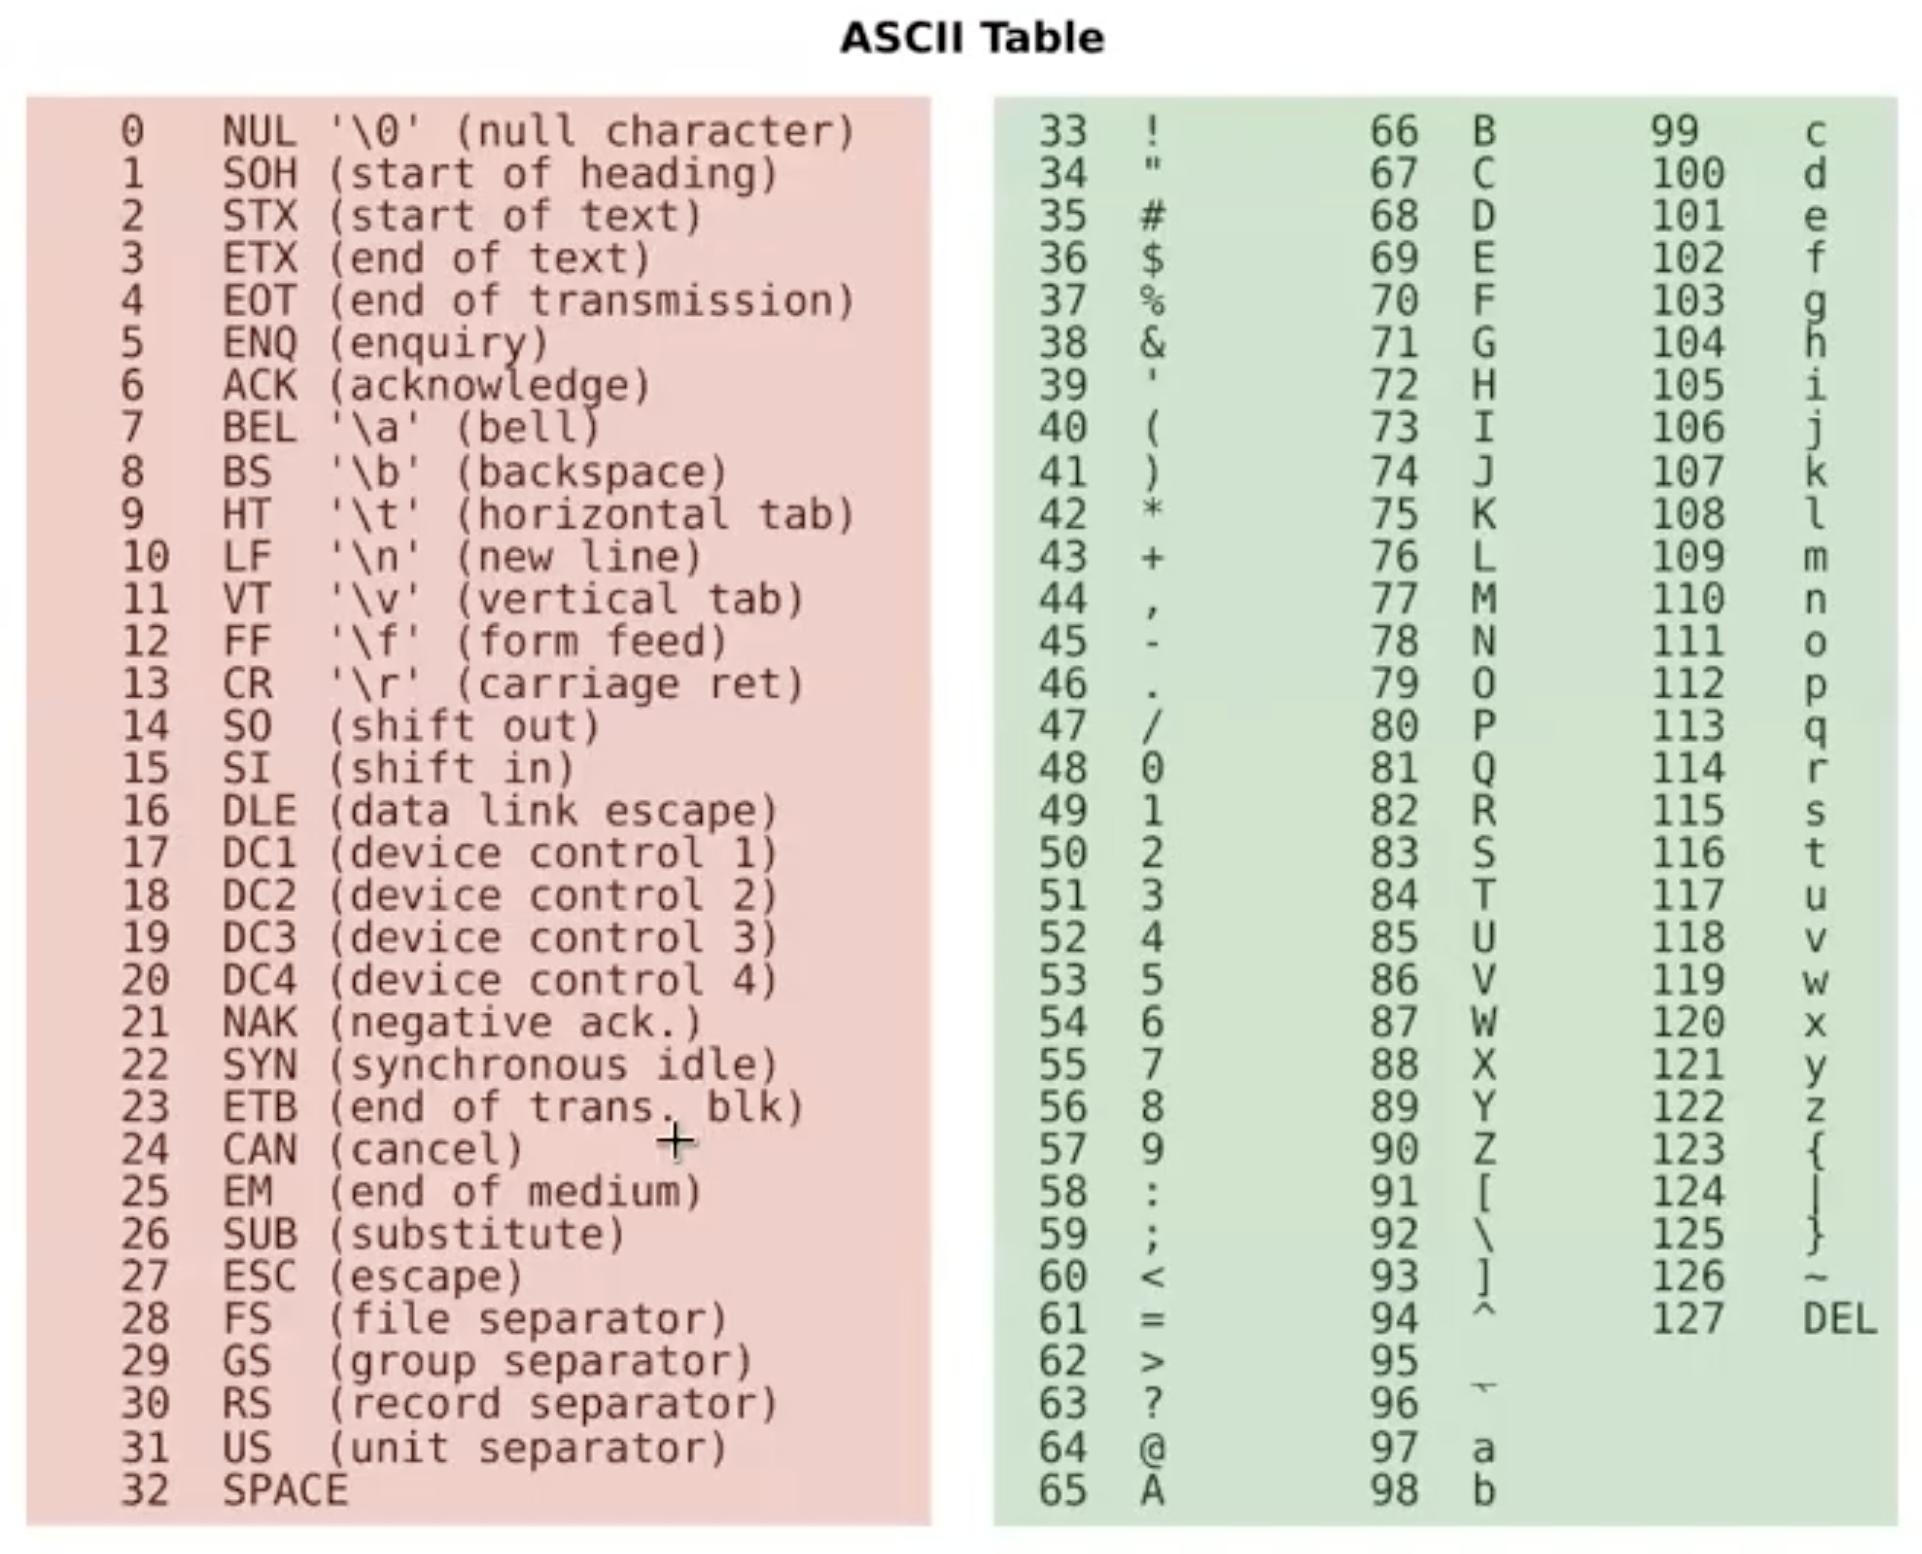 ASCII Table
0 NUL '\0' (null character)
1 SOH (start of heading)
2 STX (start of text)
3 ETX (end of text)
4 EOT (end of transmission)
5 ENQ (enquiry)
6 ACK (acknowledge)
7 BEL '\a' (bell)
8 BS '\b' (backspace)
9 HT '\t' (horizontal tab)
10 LF '\n' (new line)
11 VT '\v' (vertical tab)
12 FF '\f' (form feed)
13 CR '\r' (carriage ret)
14 SO (shift out)
15 SI (shift in)
16 DLE (data link escape)
17 DC1 (device control 1)
18 DC2 (device control 2)
19 DC3 (device control 3)
20 DC4 (device control 4)
21 NAK (negative ack.)
22 SYN (synchronous idle)
23 ETB (end of trans. blk)
24 CAN (cancel)
25 EM (end of medium)
26 SUB (substitute)
27 ESC (escape)
28 FS (file separator)
29 GS (group separator)
30 RS (record separator)
31 US (unit separator)
32 SPACE
33 ! 66 B 99 c
34 " 67 C 100 d
35 # 68 D 101 e
36 $ 69 E 102 f
37 % 70 F 103 g
38 & 71 G 104 h
39 ' 72 H 105 i
40 ( 73 I 106 j
41 ) 74 J 107 k
42 * 75 K 108 l
43 + 76 L 109 m
44 , 77 M 110 n
45 - 78 N 111 o
46 . 79 O 112 p
47 / 80 P 113 q
48 0 81 Q 114 r
49 1 82 R 115 s
50 2 83 S 116 t
51 3 84 T 117 u
52 4 85 U 118 v
53 5 86 V 119 w
54 6 87 W 120 x
55 7 88 X 121 y
56 8 89 Y 122 z
57 9 90 Z 123 {
58 : 91 [ 124 |
59 ; 92 \ 125 }
60 < 93 ] 126 ~
61 = 94 ^ 127 DEL
62 > 95 _
63 ? 96 `
64 @ 97 a
65 A 98 b